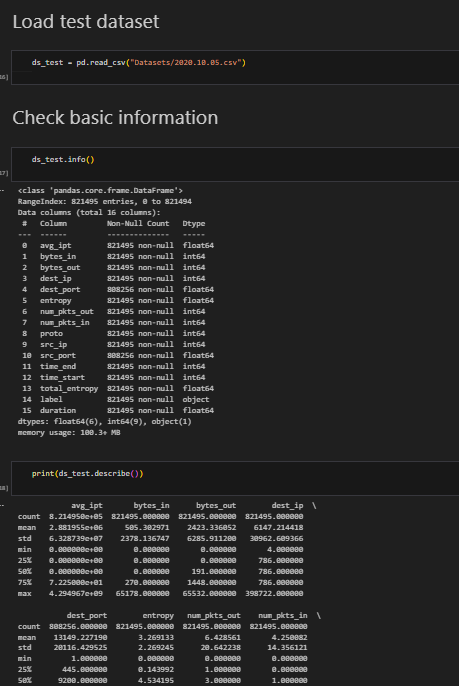 Load test dataset
ds_test = pd.read_csv("Datasets/2020.10.05.csv")
16]
Check basic information
ds_test.info()
17]
<class 'pandas.core.frame.DataFrame'>
RangeIndex: 821495 entries, 0 to 821494
Data columns (total 16 columns):
#   Column         Non-Null Count   Dtype
---  ------         --------------   -----
0   avg_ipt        821495 non-null  float64
1   bytes_in       821495 non-null  int64
2   bytes_out      821495 non-null  int64
3   dest_ip        821495 non-null  int64
4   dest_port      808256 non-null  float64
5   entropy        821495 non-null  float64
6   num_pkts_out   821495 non-null  int64
7   num_pkts_in    821495 non-null  int64
8   proto          821495 non-null  int64
9   src_ip         821495 non-null  int64
10  src_port       808256 non-null  float64
11  time_end       821495 non-null  int64
12  time_start     821495 non-null  int64
13  total_entropy  821495 non-null  float64
14  label          821495 non-null  object
15  duration       821495 non-null  float64
dtypes: float64(6), int64(9), object(1)
memory usage: 100.3+ MB
print(ds_test.describe())
18]
avg_ipt       bytes_in      bytes_out        dest_ip  \
count  8.214950e+05  821495.000000  821495.000000  821495.000000
mean   2.881955e+06     505.302971    2423.336052    6147.214418
std    6.328739e+07    2378.136747    6285.911200   30962.609366
min    0.000000e+00       0.000000       0.000000       4.000000
25%    0.000000e+00       0.000000       0.000000     786.000000
50%    0.000000e+00       0.000000     191.000000     786.000000
75%    7.225000e+01     270.000000    1448.000000     786.000000
max    4.294967e+09   65178.000000   65532.000000  398722.000000
dest_port        entropy   num_pkts_out    num_pkts_in  \
count  808256.000000  821495.000000  821495.000000  821495.000000
mean    13149.227190       3.269133       6.428561       4.250082
std     20116.429525       2.269245      20.642238      14.356121
min         1.000000       0.000000       0.000000       0.000000
25%       445.000000       0.143992       1.000000       0.000000
50%      9200.000000       4.534195       3.000000       1.000000